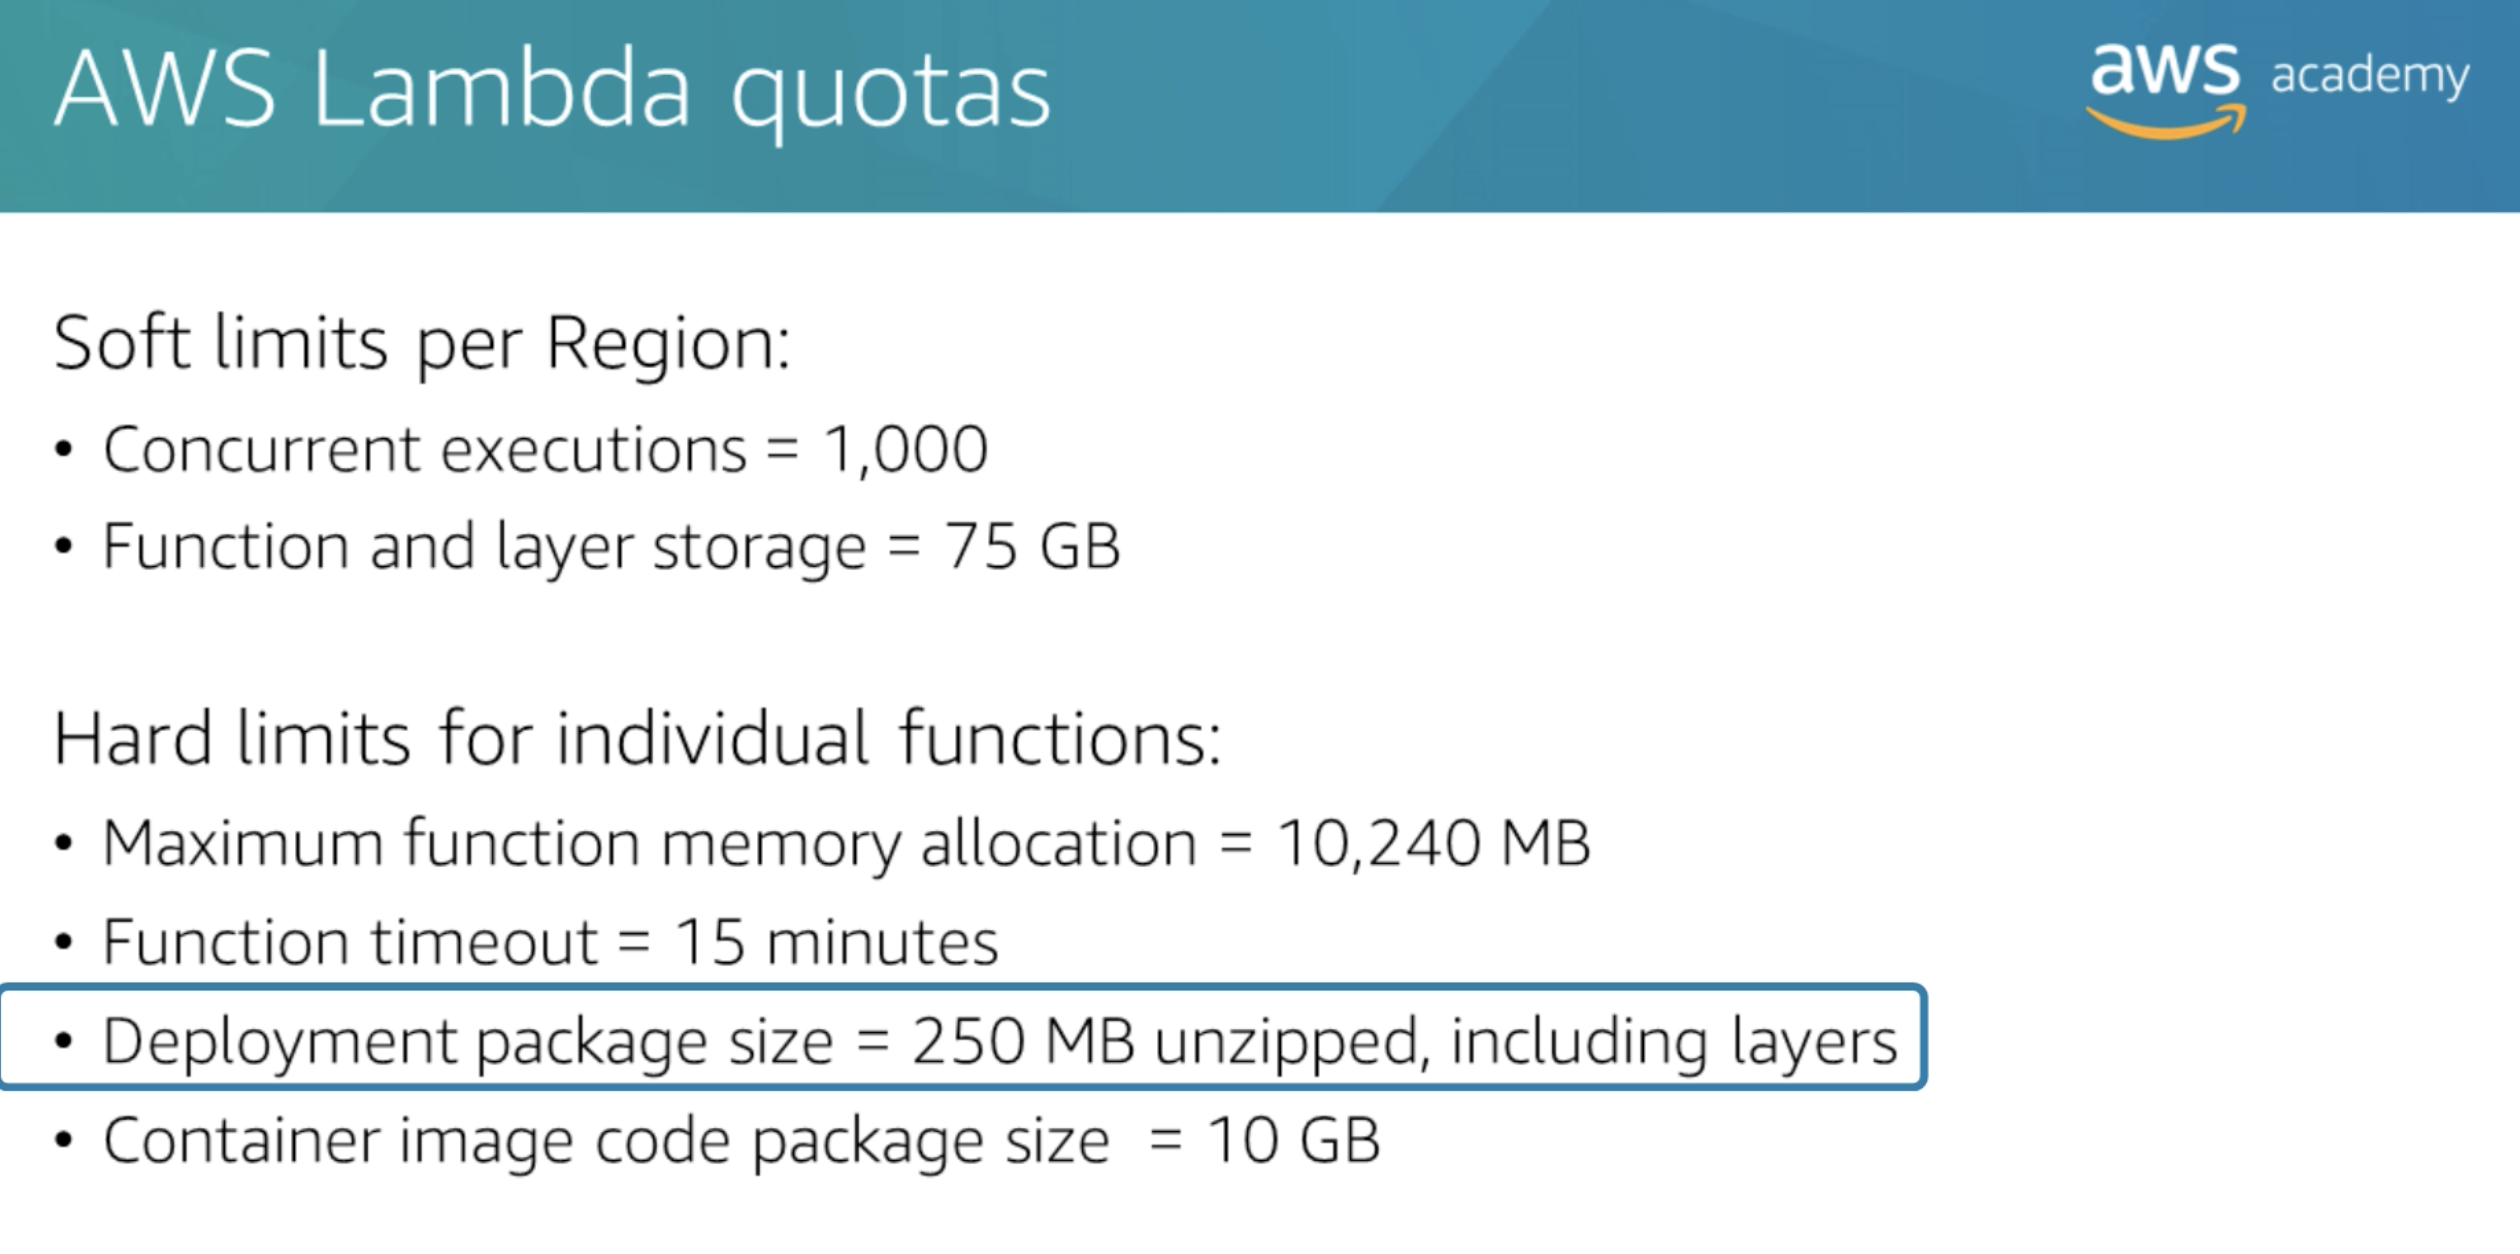 AWS Lambda quotas
aws academy
Soft limits per Region:
• Concurrent executions = 1,000
• Function and layer storage = 75 GB
Hard limits for individual functions:
• Maximum function memory allocation = 10,240 MB
• Function timeout = 15 minutes
• Deployment package size = 250 MB unzipped, including layers
• Container image code package size = 10 GB